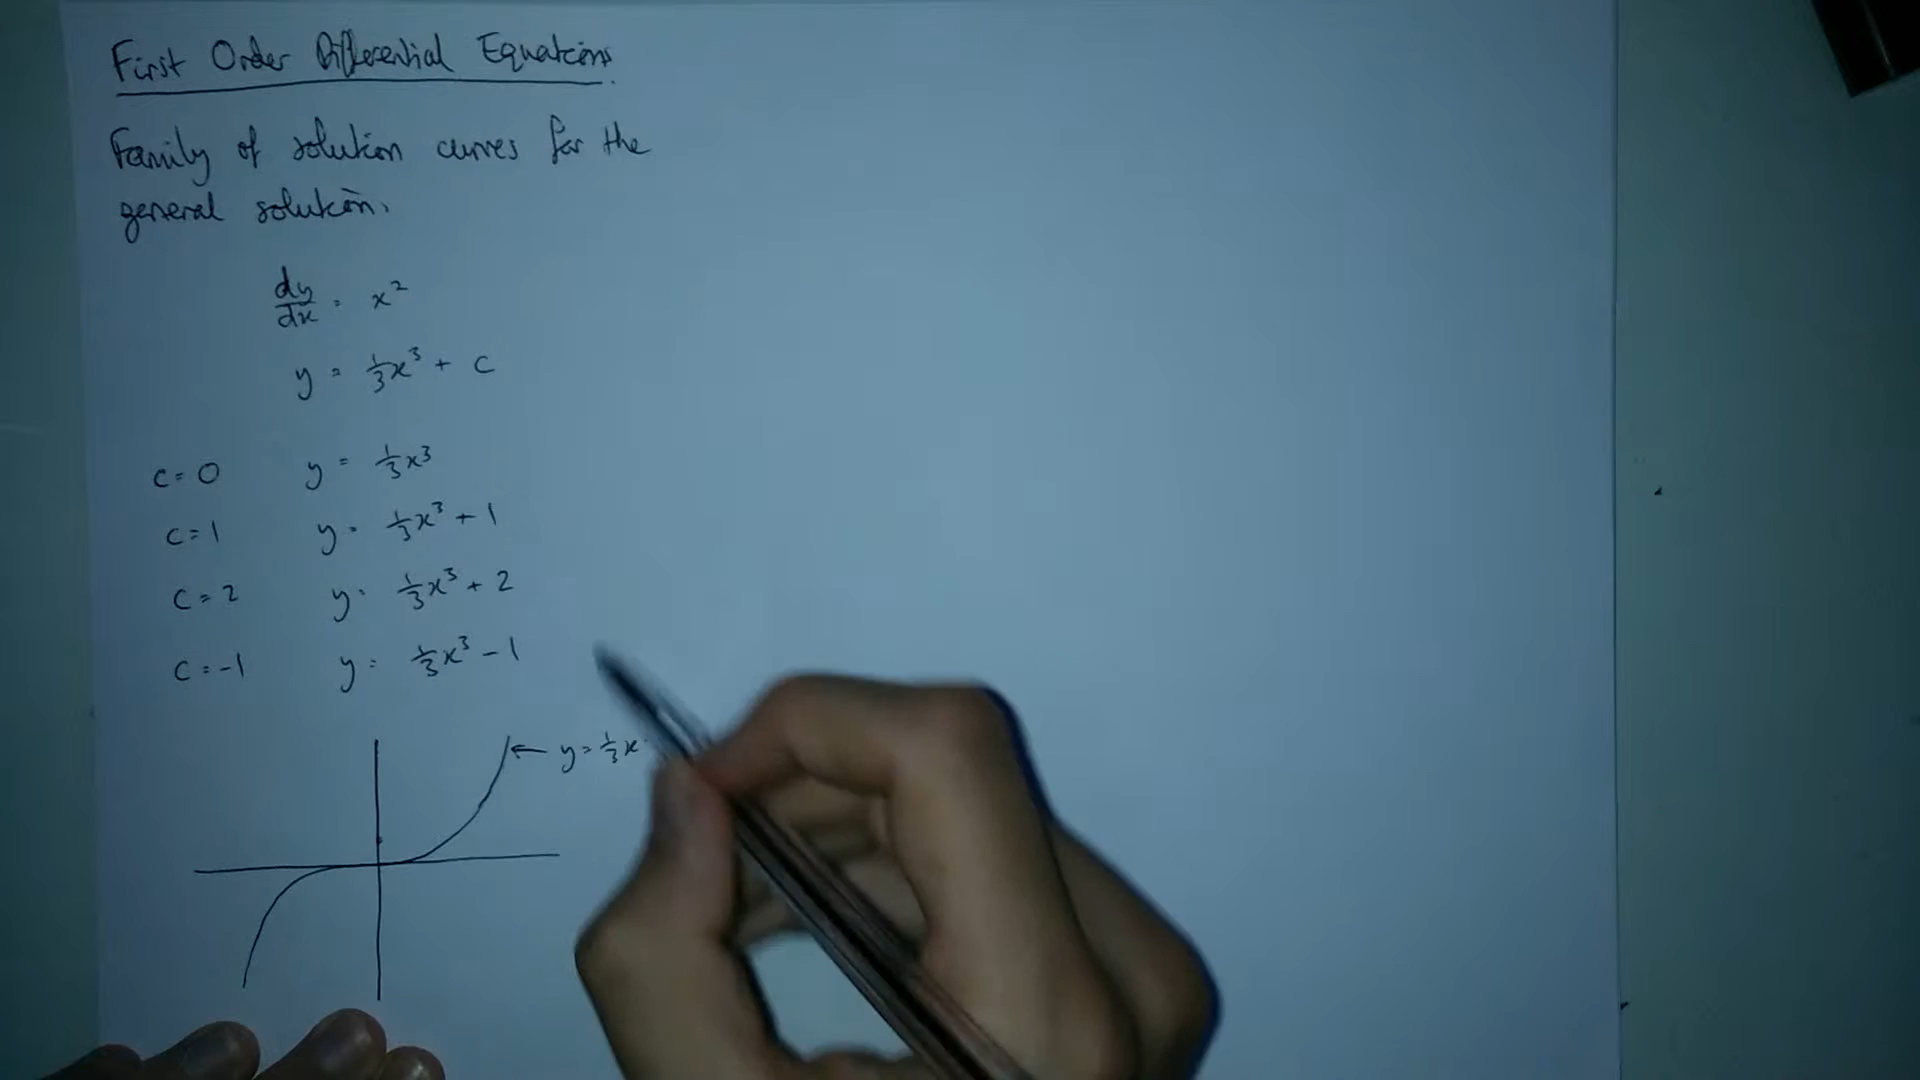 First Order Differential Equations.
Family of solution curves for the
general solution.
dy/dx = x²
y = ⅓x³ + c
c = 0 y = ⅓x³
c = 1 y = ⅓x³ + 1
c = 2 y = ⅓x³ + 2
c = -1 y = ⅓x³ - 1
← y = ⅓x